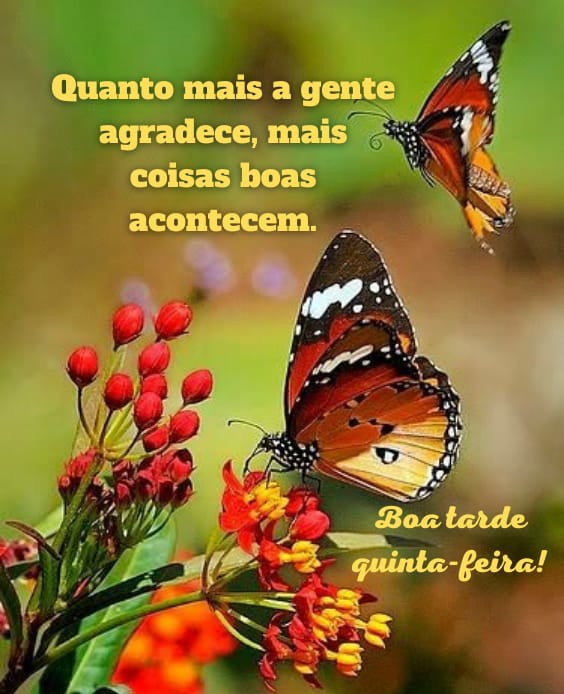 Quanto mais a gente
agradece, mais
coisas boas
acontecem.
Boa tarde
quinta-feira!